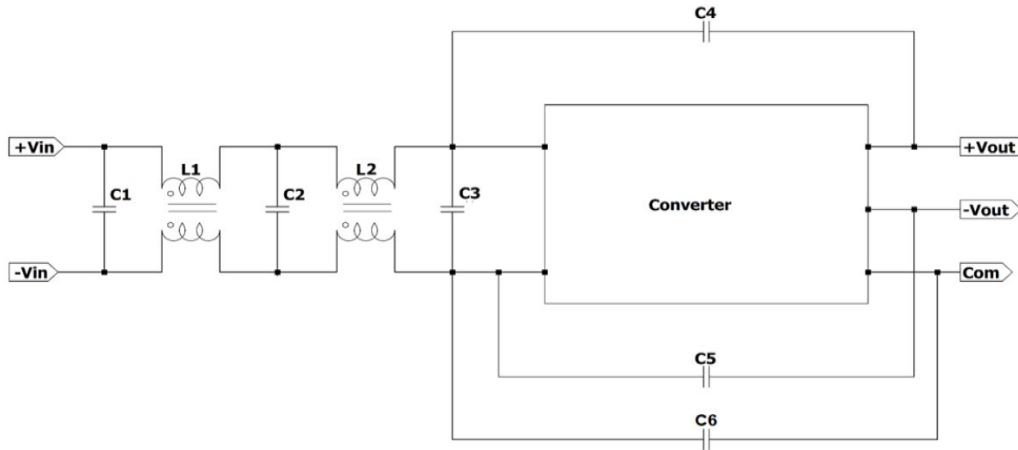 C4
+Vin
L1
L2
+Vout
C1
C2
C3
Converter
-Vout
-Vin
Com
C5
C6